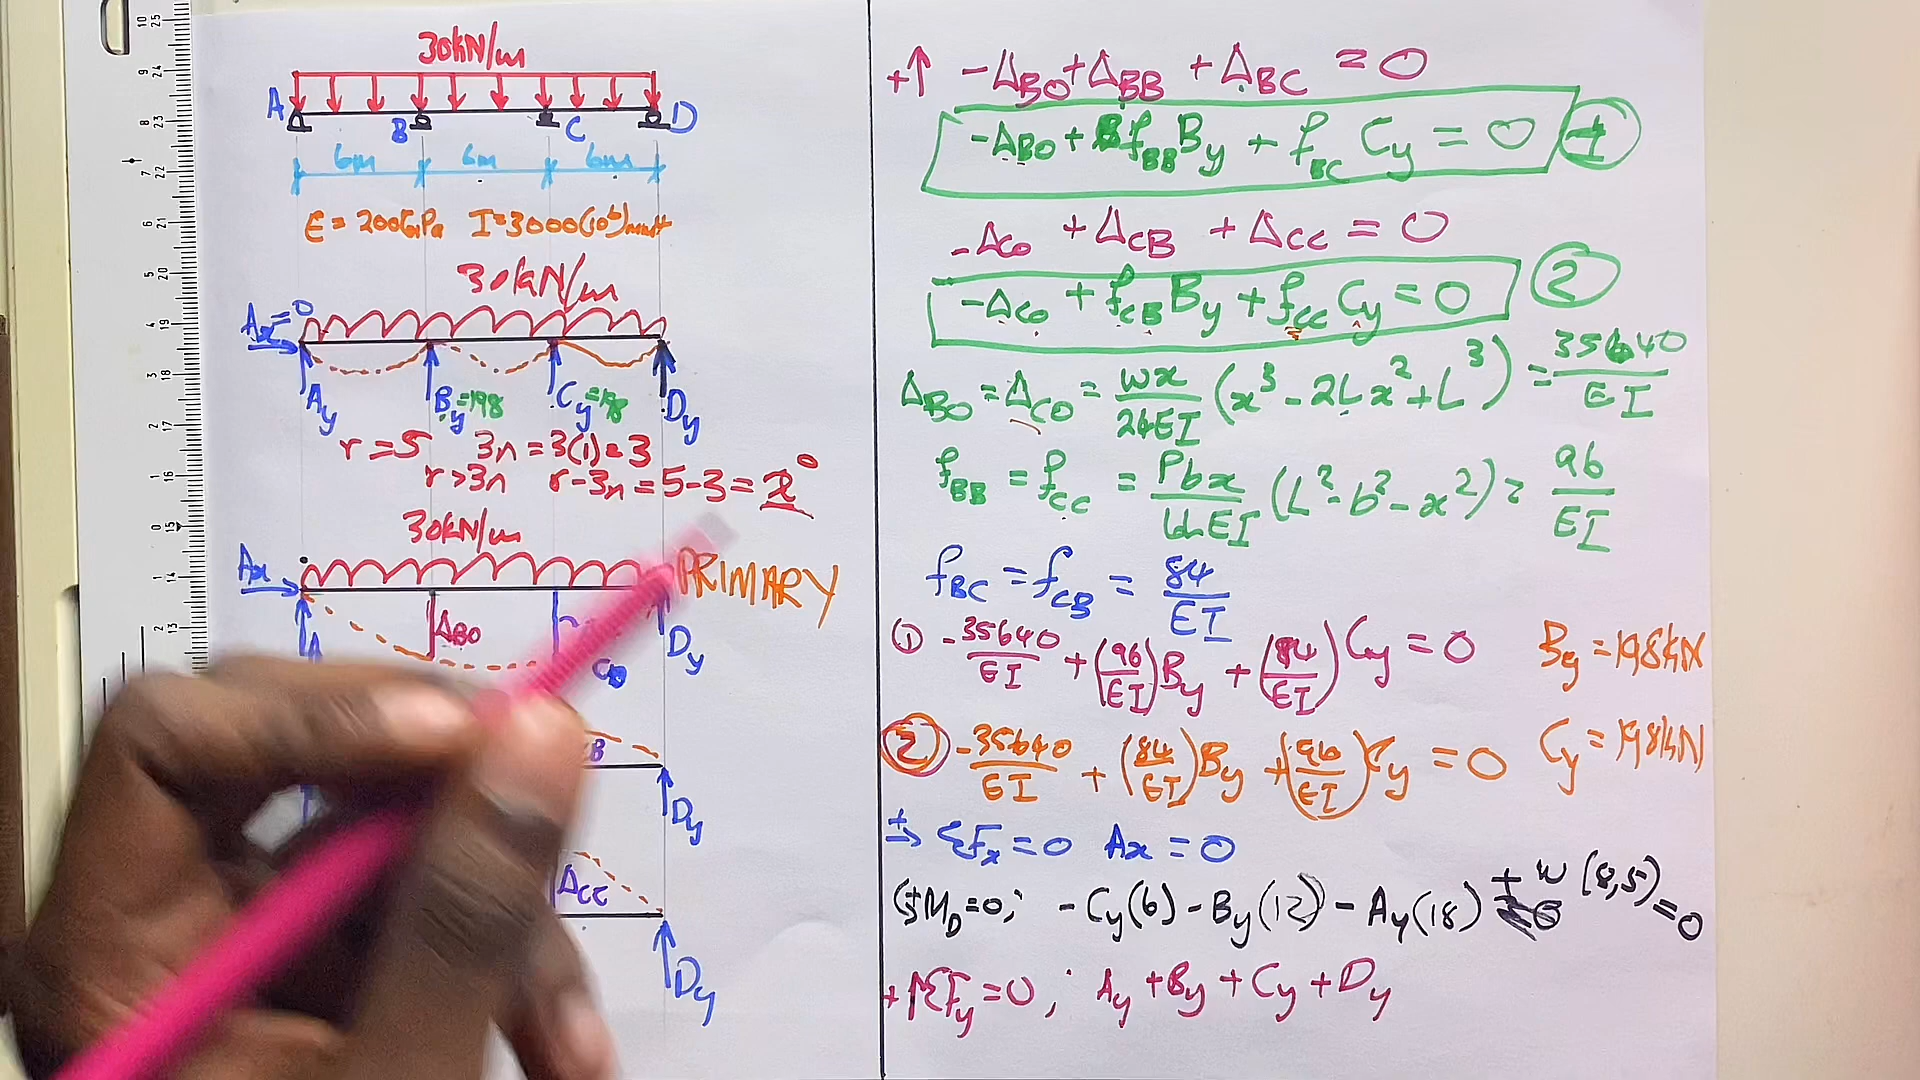 30kN/m
A B C D
6m 6m 6m
E = 200GPa I=3000(10⁶)mm⁴
30kN/m
Ax=0
Ay By=198 Cy=198 Dy
r=5 3n=3(1)=3
r>3n r-3n=5-3=2°
30kN/m
Ax PRIMARY
ΔBO Dy
Dy
ΔCC
Dy
+↑ -ΔBO+ΔBB +ΔBC = 0
-ΔBO + fBB By + fBC Cy = 0 1
-ΔCO + ΔCB + ΔCC = 0
-ΔCO + fCB By + fCC Cy = 0 2
ΔBO = ΔCO = wx/24EI (x³ - 2Lx² + L³) = 35640/EI
fBB = fCC = Pbx/6LEI (L² - b² - x²) = 96/EI
fBC = fCB = 84/EI
① -35640/EI + (96/EI)By + (84/EI)Cy = 0 By = 198kN
② -35640/EI + (84/EI)By + (96/EI)Cy = 0 Cy = 198kN
+→ ΣFx = 0 Ax = 0
(+MD=0; -Cy(6) - By(12) - Ay(18) + w(8,5) = 0
+↑ΣFy = 0; Ay + By + Cy + Dy